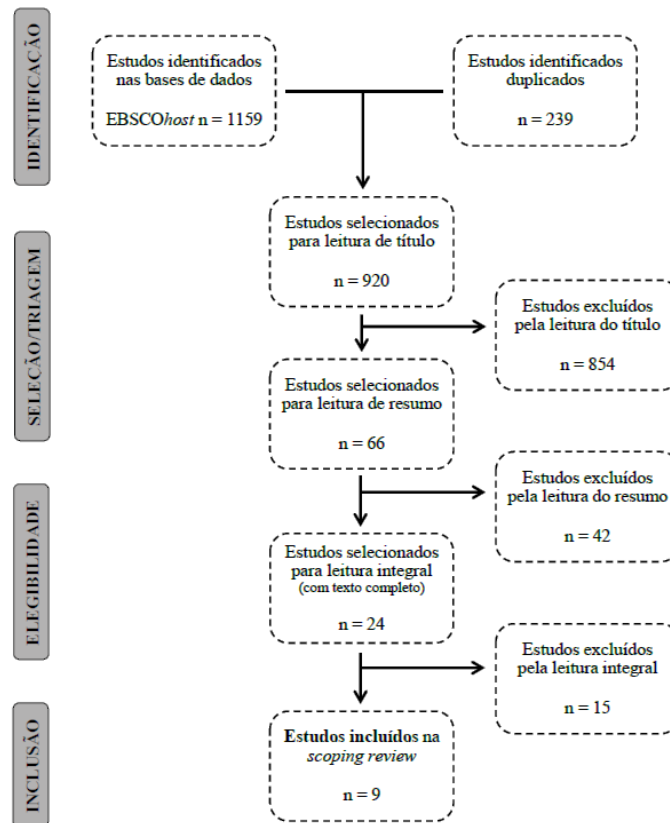 IDENTIFICAÇÃO
Estudos identificados
nas bases de dados
EBSCOhost n = 1159
Estudos identificados
duplicados
n = 239
SELEÇÃO/TRIAGEM
Estudos selecionados
para leitura de título
n = 920
Estudos excluídos
pela leitura do título
n = 854
Estudos selecionados
para leitura de resumo
n = 66
ELEGIBILIDADE
Estudos excluídos
pela leitura do resumo
n = 42
Estudos selecionados
para leitura integral
(com texto completo)
n = 24
Estudos excluídos
pela leitura integral
n = 15
INCLUSÃO
Estudos incluídos na
scoping review
n = 9